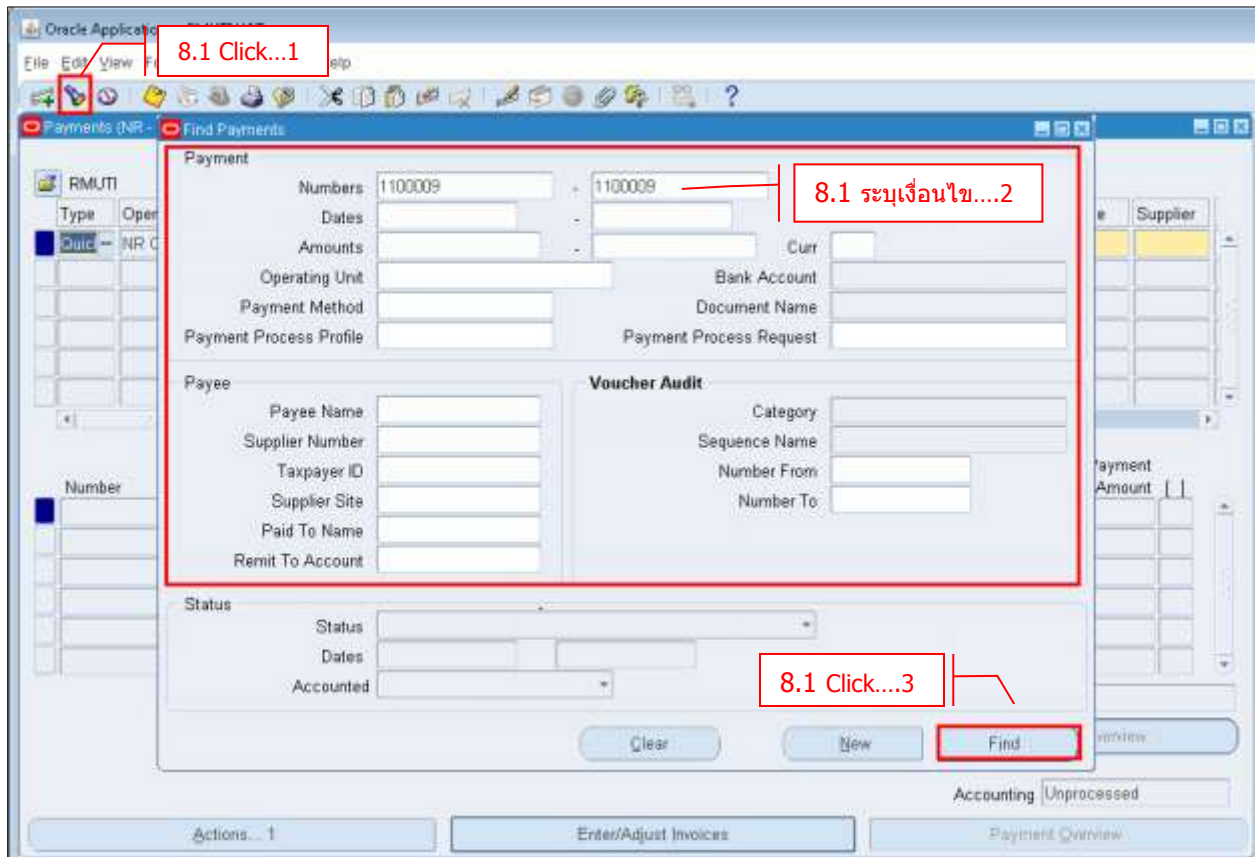 Oracle Applicatio
8.1 Click...1
File Edit View F elp
Payments (NR - Find Payments
Payment
RMUTI
Numbers 1100009 - 1100009
8.1 ระบุเงื่อนไข....2
Type Oper Dates - e Supplier
Quic NR C Amounts - Curr
Operating Unit Bank Account
Payment Method Document Name
Payment Process Profile Payment Process Request
Payee Voucher Audit
Payee Name Category
Supplier Number Sequence Name
Taxpayer ID Number From ayment
Number Supplier Site Number To Amount [ ]
Paid To Name
Remit To Account
Status
Status
Dates
Accounted
8.1 Click....3
Clear New Find verview
Accounting Unprocessed
Actions... 1 Enter/Adjust Invoices Payment Overview